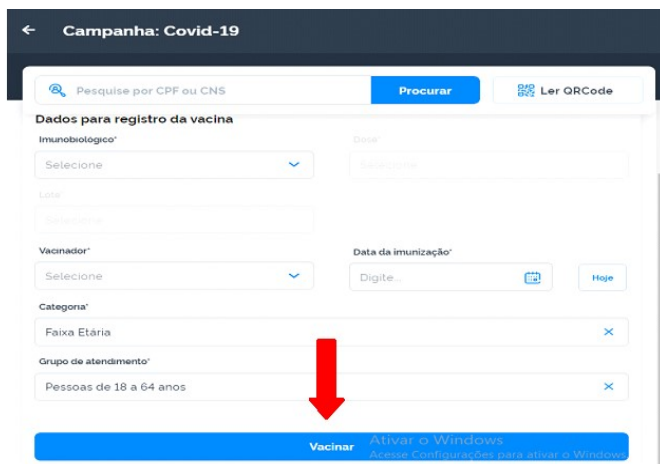 Campanha: Covid-19
Pesquise por CPF ou CNS
Procurar
Ler QRCode
Dados para registro da vacina
Imunobiológico*
Dose*
Selecione
Selecione
Lote
Selecione
Vacinador*
Data da imunização*
Selecione
Digite...
Hoje
Categoria*
Faixa Etária
Grupo de atendimento*
Pessoas de 18 a 64 anos
Vacinar
Ativar o Windows
Acesse Configurações para ativar o Windows